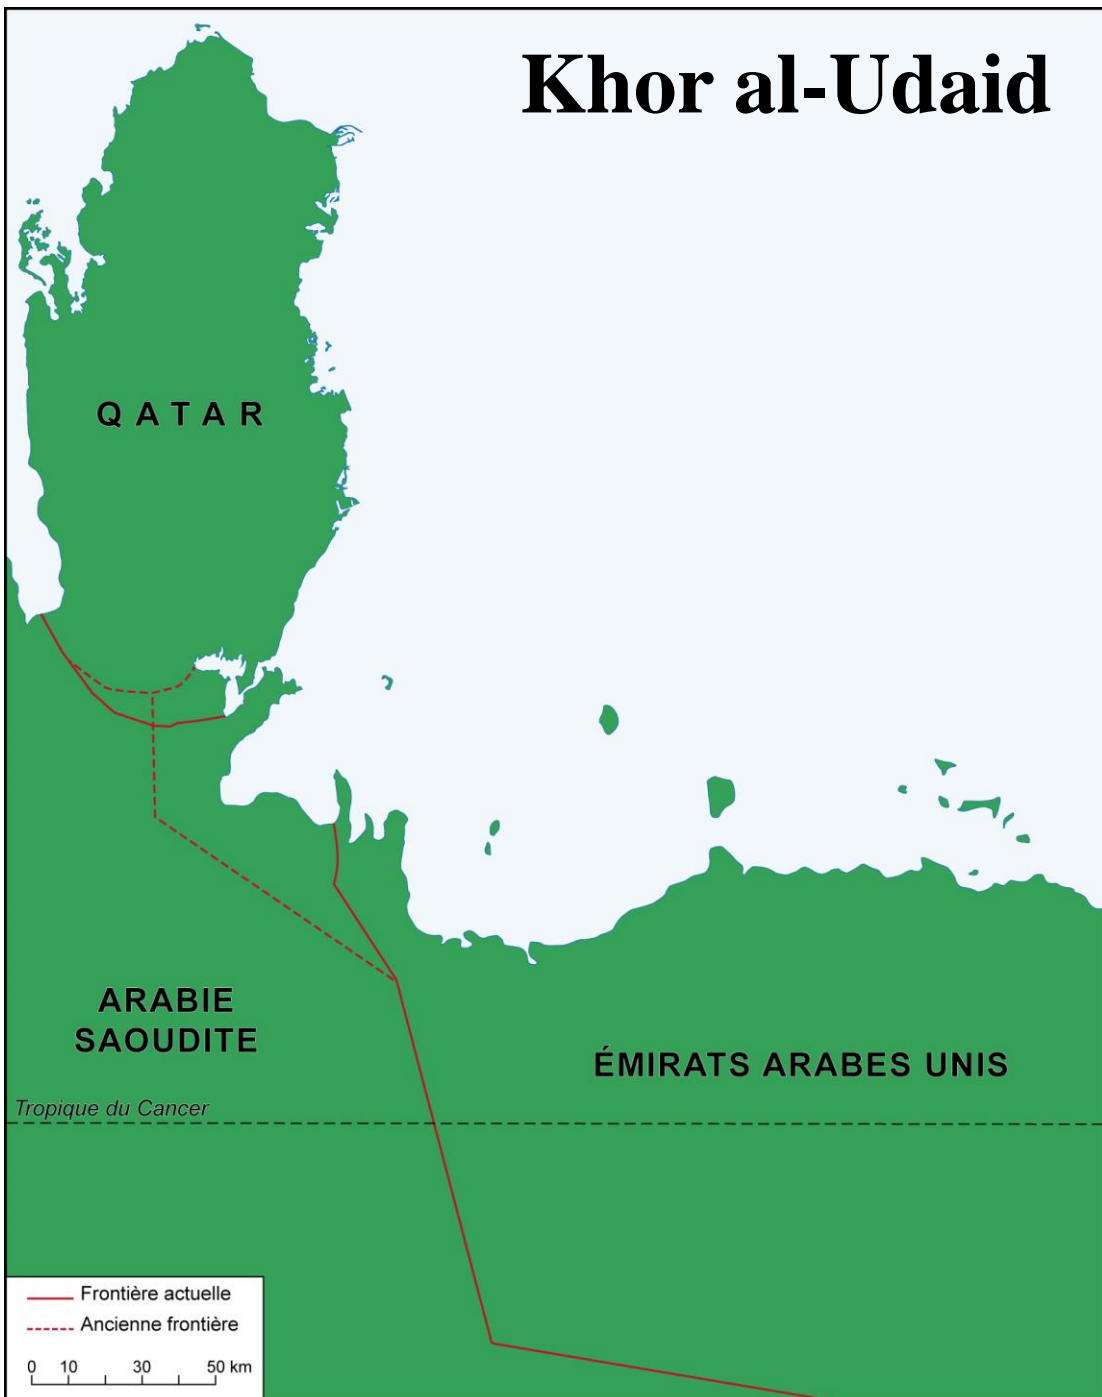 Khor al-Udaid
QATAR
ARABIE
SAOUDITE
ÉMIRATS ARABES UNIS
Tropique du Cancer
Frontière actuelle
Ancienne frontière
0 10 30 50 km